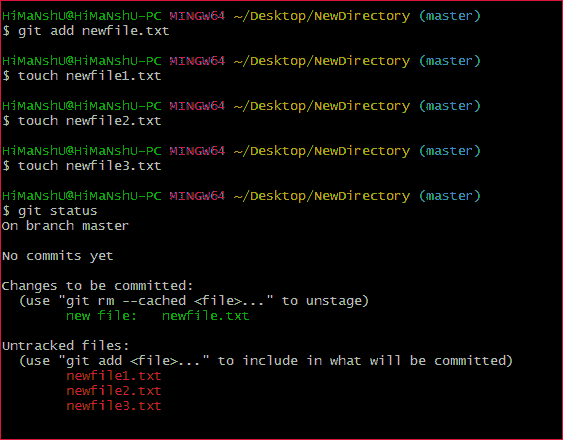 HiMaNshU@HiMaNshU-PC MINGW64 ~/Desktop/NewDirectory (master)
$ git add newfile.txt
HiMaNshU@HiMaNshU-PC MINGW64 ~/Desktop/NewDirectory (master)
$ touch newfile1.txt
HiMaNshU@HiMaNshU-PC MINGW64 ~/Desktop/NewDirectory (master)
$ touch newfile2.txt
HiMaNshU@HiMaNshU-PC MINGW64 ~/Desktop/NewDirectory (master)
$ touch newfile3.txt
HiMaNshU@HiMaNshU-PC MINGW64 ~/Desktop/NewDirectory (master)
$ git status
On branch master
No commits yet
Changes to be committed:
  (use "git rm --cached <file>..." to unstage)
        new file:   newfile.txt
Untracked files:
  (use "git add <file>..." to include in what will be committed)
        newfile1.txt
        newfile2.txt
        newfile3.txt